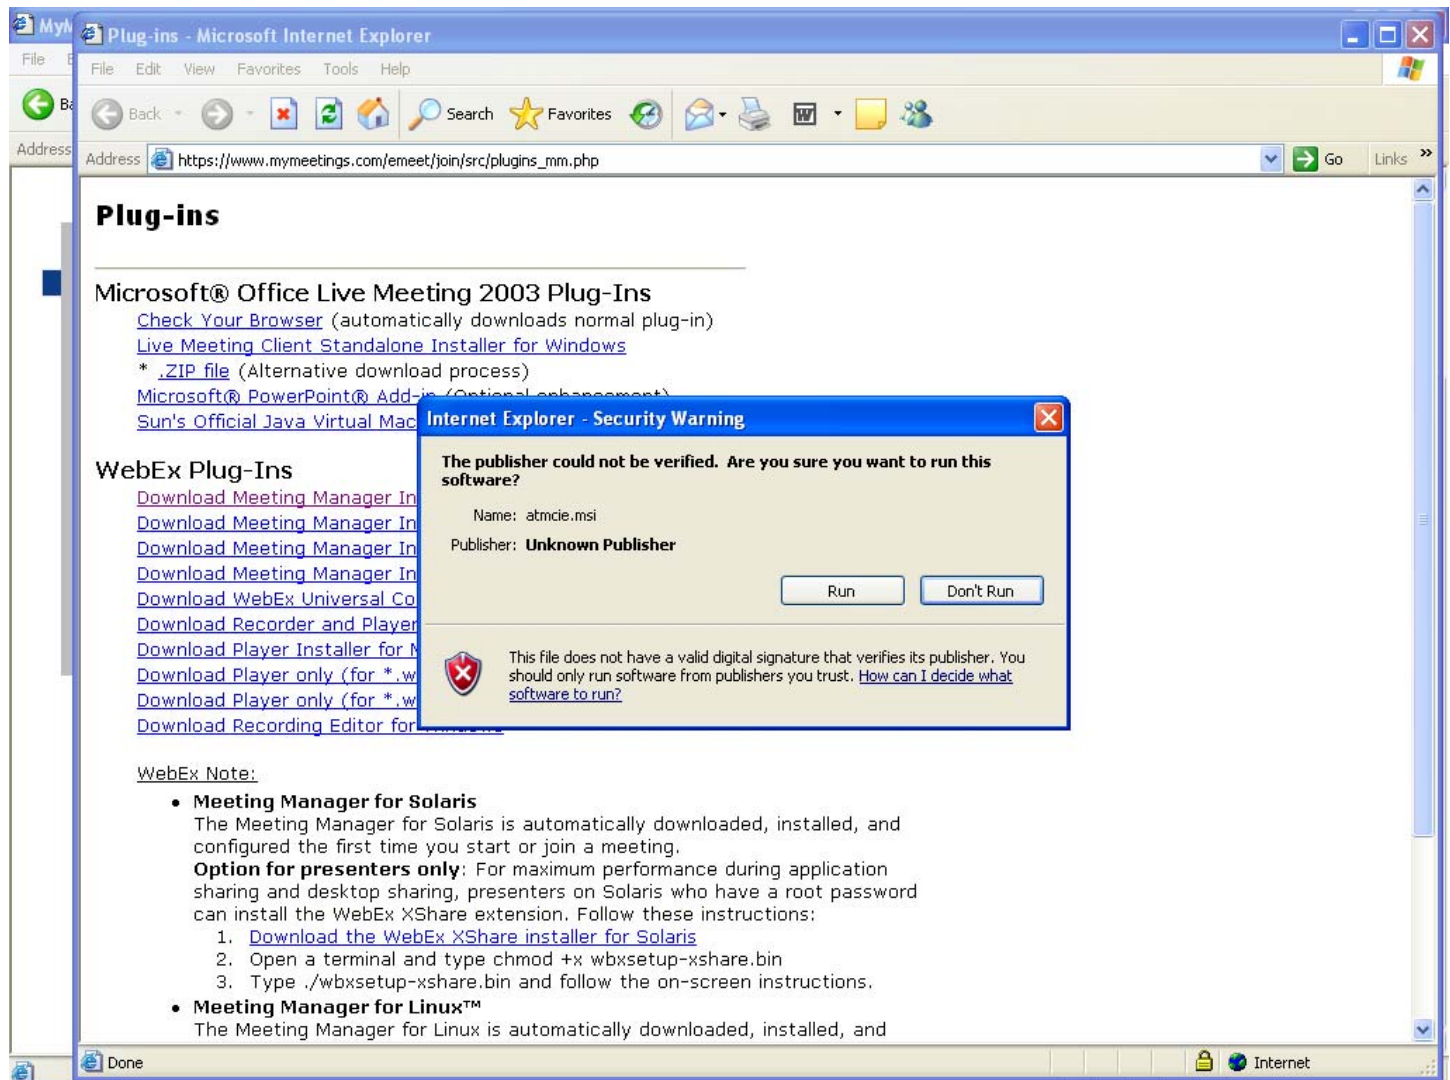 MyM
Plug-ins - Microsoft Internet Explorer
File
File Edit View Favorites Tools Help
Ba
Back Search Favorites
Address
Address https://www.mymeetings.com/emeet/join/src/plugins_mm.php Go Links »
Plug-ins
Microsoft® Office Live Meeting 2003 Plug-Ins
Check Your Browser (automatically downloads normal plug-in)
Live Meeting Client Standalone Installer for Windows
* .ZIP file (Alternative download process)
Microsoft® PowerPoint® Add-in (Optional enhancement)
Sun's Official Java Virtual Mac
WebEx Plug-Ins
Download Meeting Manager In
Download Meeting Manager In
Download Meeting Manager In
Download Meeting Manager In
Download WebEx Universal Co
Download Recorder and Player
Download Player Installer for M
Download Player only (for *.w
Download Player only (for *.w
Download Recording Editor for Windows
Internet Explorer - Security Warning
The publisher could not be verified. Are you sure you want to run this
software?
Name: atmcie.msi
Publisher: Unknown Publisher
Run Don't Run
This file does not have a valid digital signature that verifies its publisher. You
should only run software from publishers you trust. How can I decide what
software to run?
WebEx Note:
• Meeting Manager for Solaris
The Meeting Manager for Solaris is automatically downloaded, installed, and
configured the first time you start or join a meeting.
Option for presenters only: For maximum performance during application
sharing and desktop sharing, presenters on Solaris who have a root password
can install the WebEx XShare extension. Follow these instructions:
1. Download the WebEx XShare installer for Solaris
2. Open a terminal and type chmod +x wbxsetup-xshare.bin
3. Type ./wbxsetup-xshare.bin and follow the on-screen instructions.
• Meeting Manager for Linux™
The Meeting Manager for Linux is automatically downloaded, installed, and
Done Internet